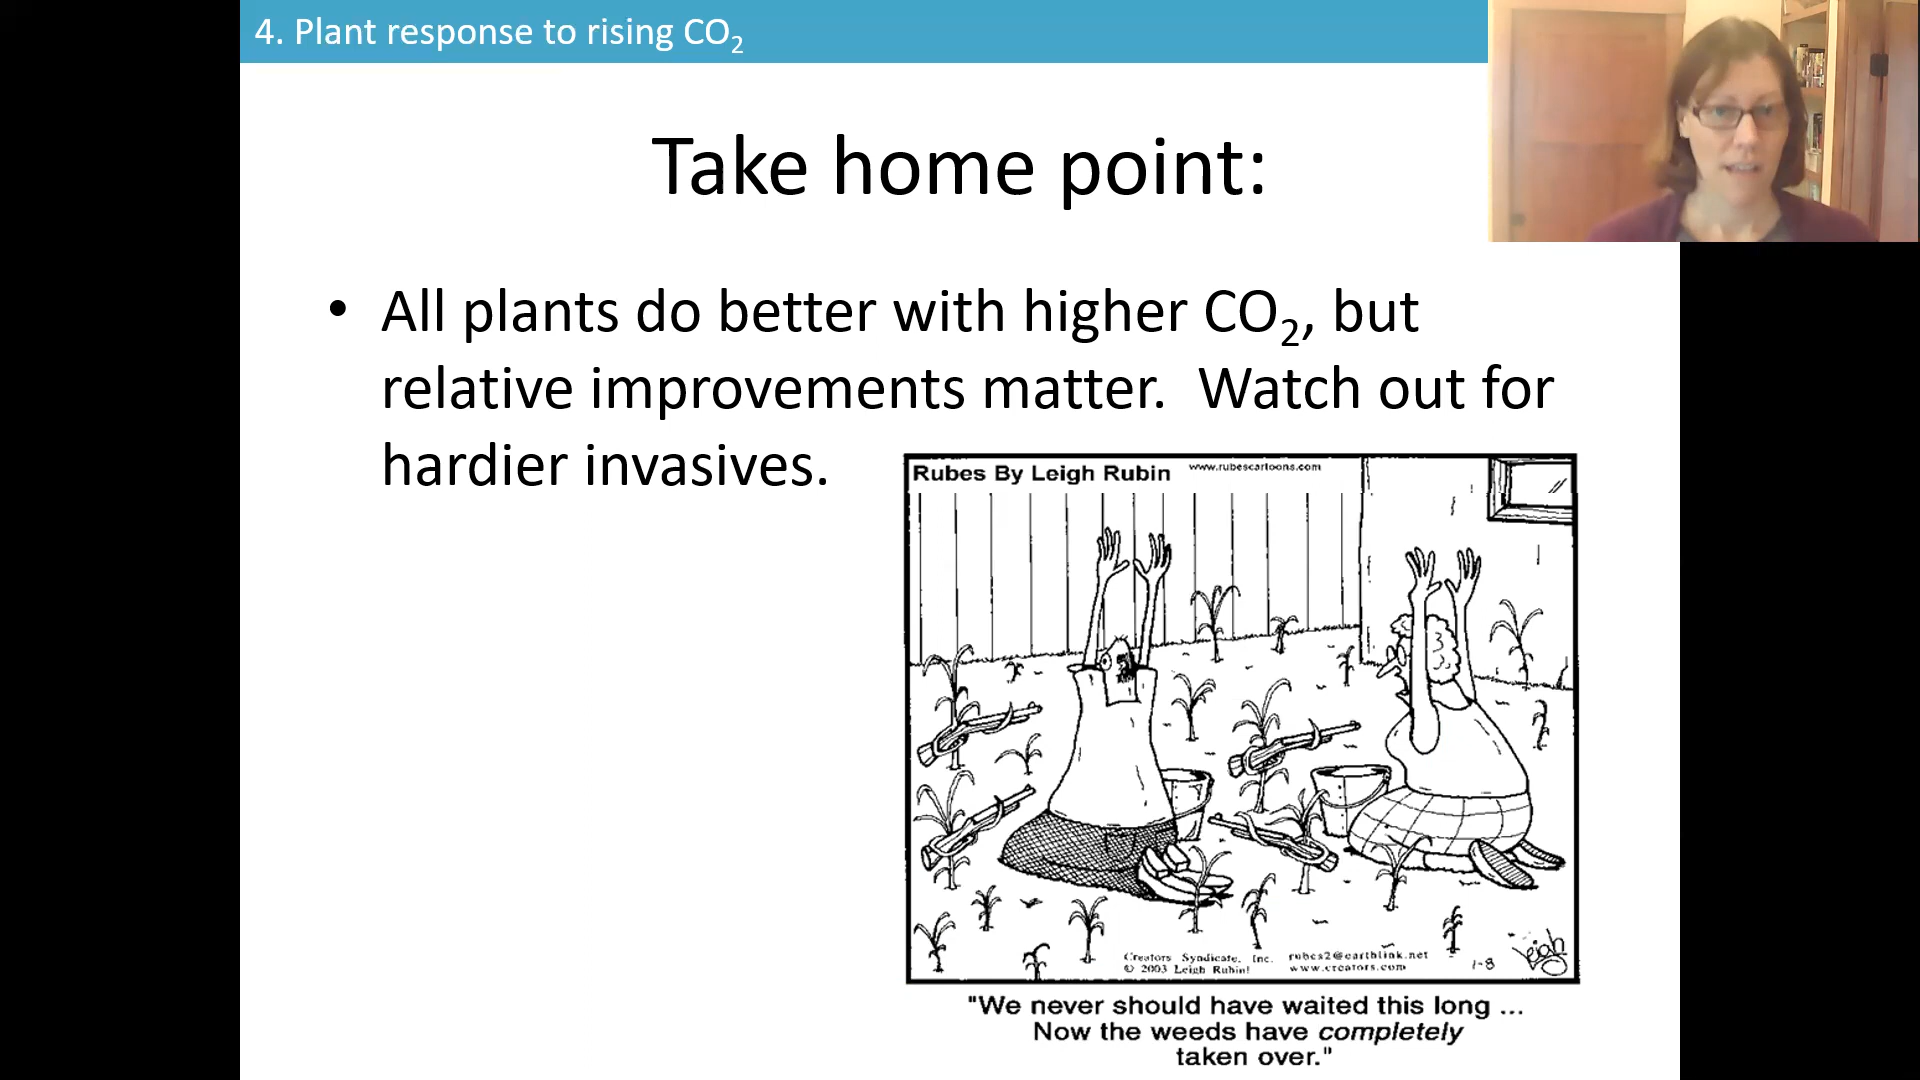 4. Plant response to rising CO₂
Take home point:
• All plants do better with higher CO₂, but
relative improvements matter. Watch out for
hardier invasives.
Rubes By Leigh Rubin
www.rubescartoons.com
Creators Syndicate, Inc.
© 2003 Leigh Rubin!
rubes2@earthlink.net
www.creators.com
1-8
Leigh
"We never should have waited this long ...
Now the weeds have completely
taken over."